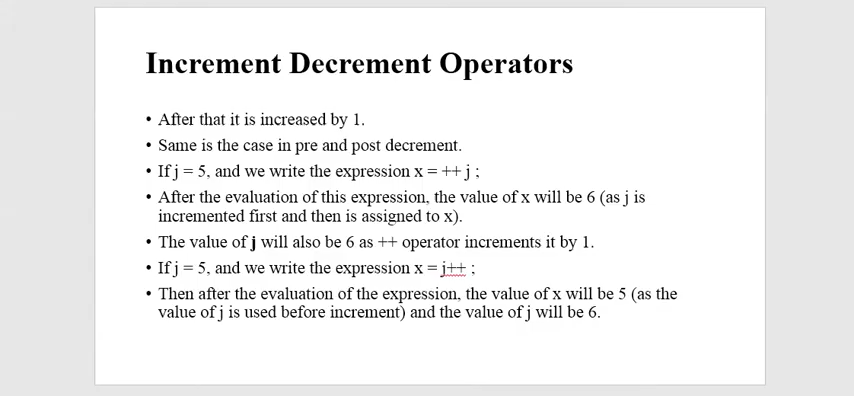 Increment Decrement Operators
• After that it is increased by 1.
• Same is the case in pre and post decrement.
• If j = 5, and we write the expression x = ++ j ;
• After the evaluation of this expression, the value of x will be 6 (as j is
incremented first and then is assigned to x).
• The value of j will also be 6 as ++ operator increments it by 1.
• If j = 5, and we write the expression x = j++ ;
• Then after the evaluation of the expression, the value of x will be 5 (as the
value of j is used before increment) and the value of j will be 6.